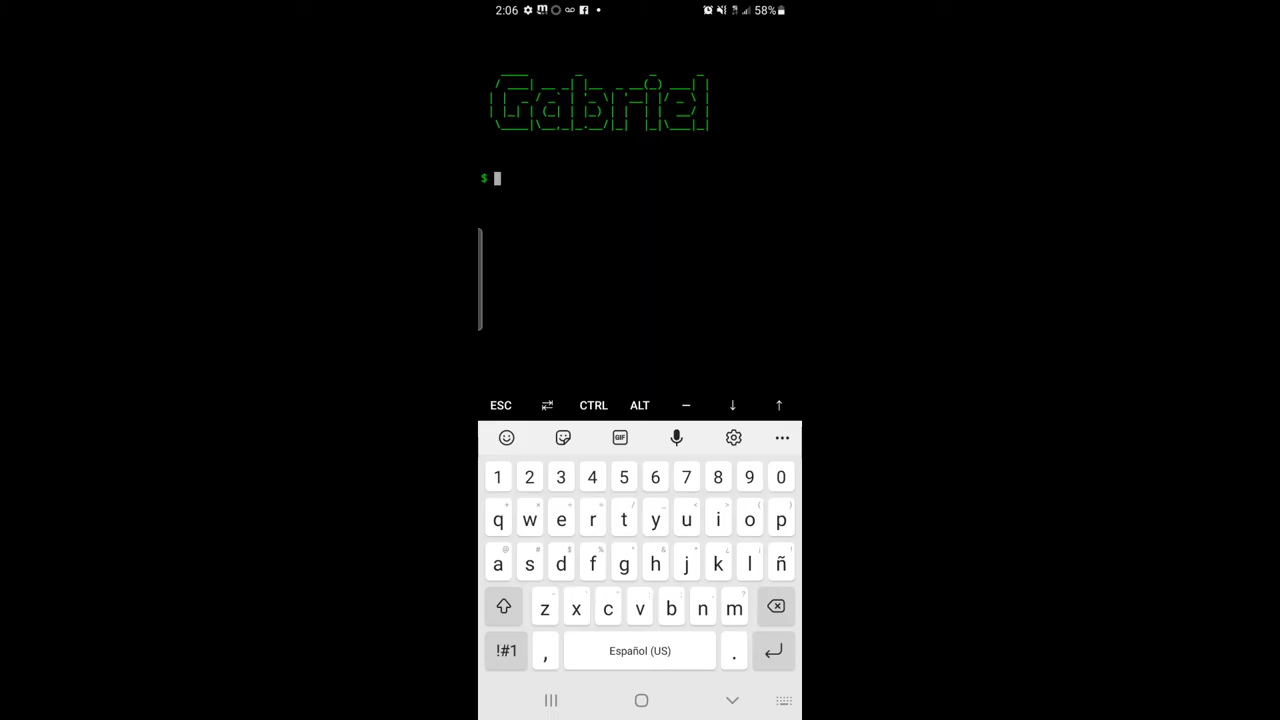 2:06 58%
Gabriel
$
ESC CTRL ALT –
GIF
1 2 3 4 5 6 7 8 9 0
q w e r t y u i o p
a s d f g h j k l ñ
z x c v b n m
!#1 , Español (US) .